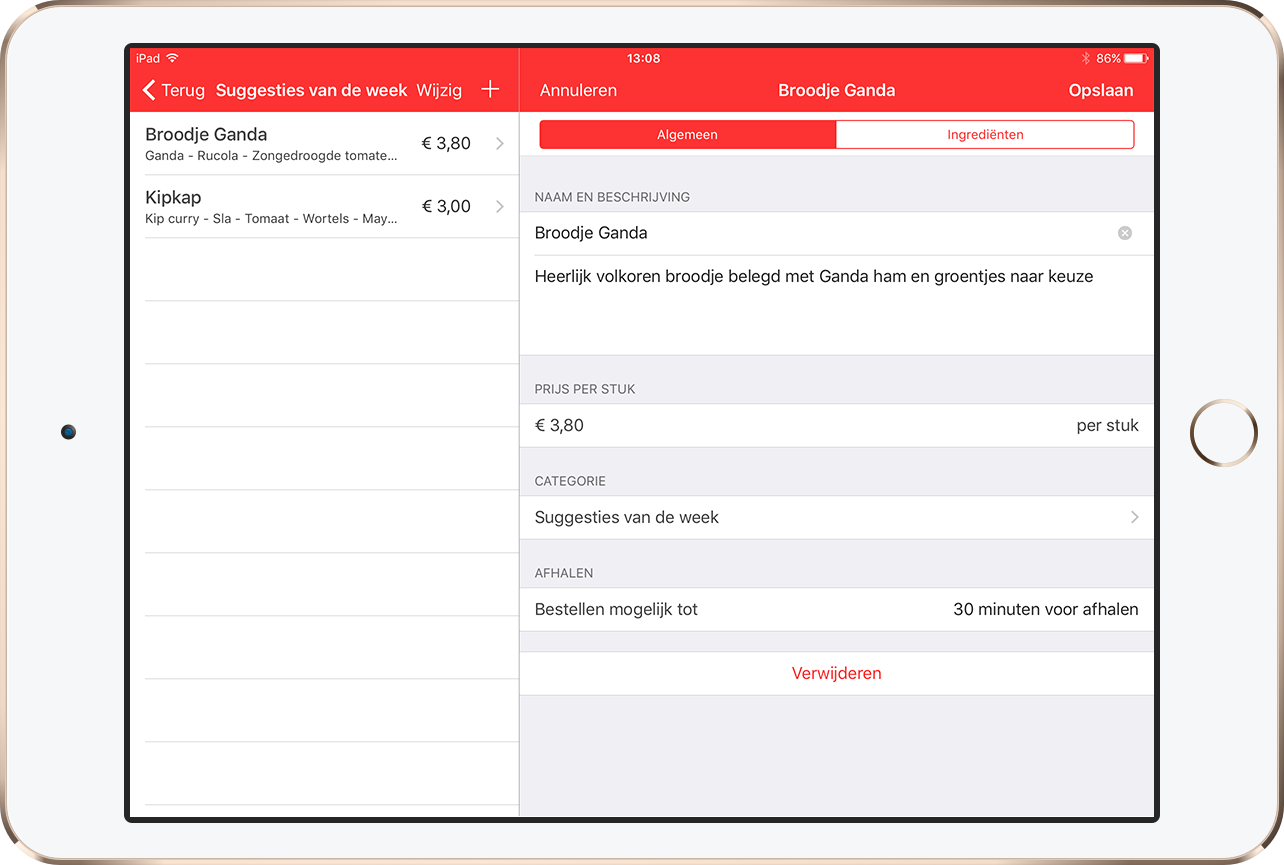 iPad
13:08
86%
Terug
Suggesties van de week
Wijzig
Annuleren
Broodje Ganda
Opslaan
Broodje Ganda
€ 3,80
Ganda - Rucola - Zongedroogde tomate...
Kipkap
€ 3,00
Kip curry - Sla - Tomaat - Wortels - May...
Algemeen
Ingrediënten
NAAM EN BESCHRIJVING
Broodje Ganda
Heerlijk volkoren broodje belegd met Ganda ham en groentjes naar keuze
PRIJS PER STUK
€ 3,80
per stuk
CATEGORIE
Suggesties van de week
AFHALEN
Bestellen mogelijk tot
30 minuten voor afhalen
Verwijderen